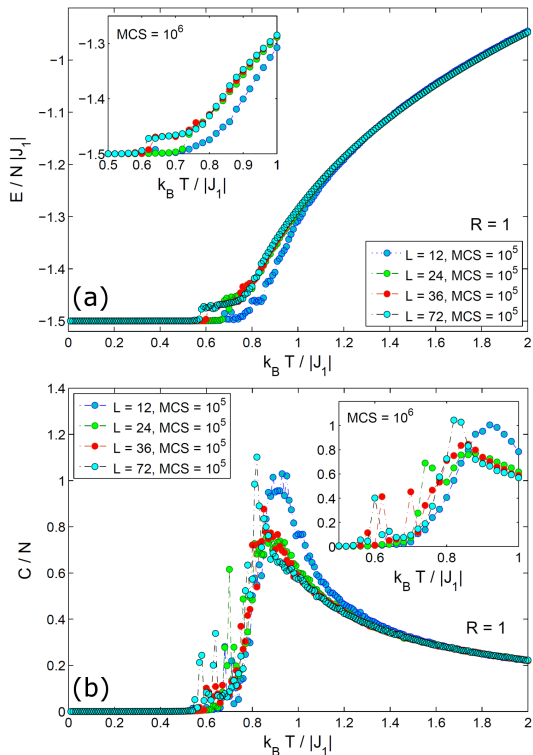 MCS = 10^6
−1.3
−1.4
−1.5
0.5 0.6 0.7 0.8 0.9 1
k_B T / |J_1|
−1
−1.1
−1.2
−1.3
−1.4
−1.5
E / N |J_1|
R = 1
L = 12, MCS = 10^5
L = 24, MCS = 10^5
L = 36, MCS = 10^5
L = 72, MCS = 10^5
(a)
0 0.2 0.4 0.6 0.8 1 1.2 1.4 1.6 1.8 2
k_B T / |J_1|
1.4
1.2
1
0.8
0.6
0.4
0.2
0
C / N
L = 12, MCS = 10^5
L = 24, MCS = 10^5
L = 36, MCS = 10^5
L = 72, MCS = 10^5
MCS = 10^6
1
0.8
0.6
0.4
0.2
0
0.6 0.8 1
k_B T / |J_1|
R = 1
(b)
0 0.2 0.4 0.6 0.8 1 1.2 1.4 1.6 1.8 2
k_B T / |J_1|